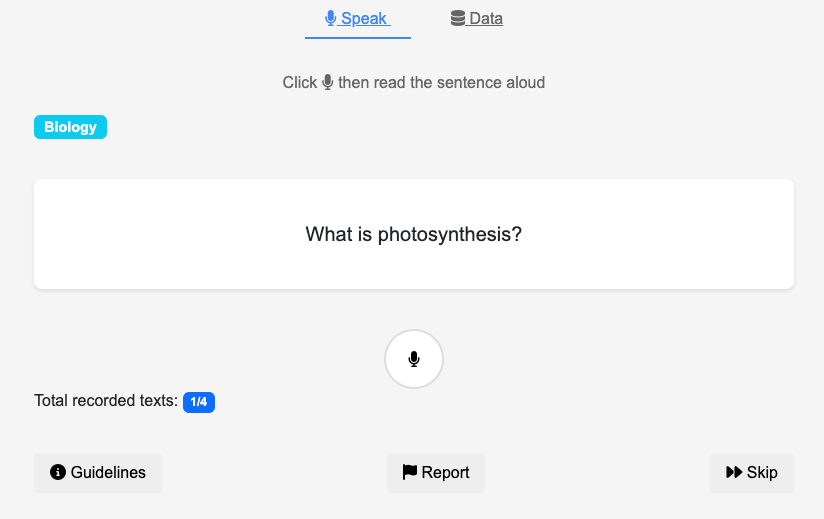 Speak Data
Click then read the sentence aloud
Biology
What is photosynthesis?
Total recorded texts: 1/4
Guidelines Report Skip